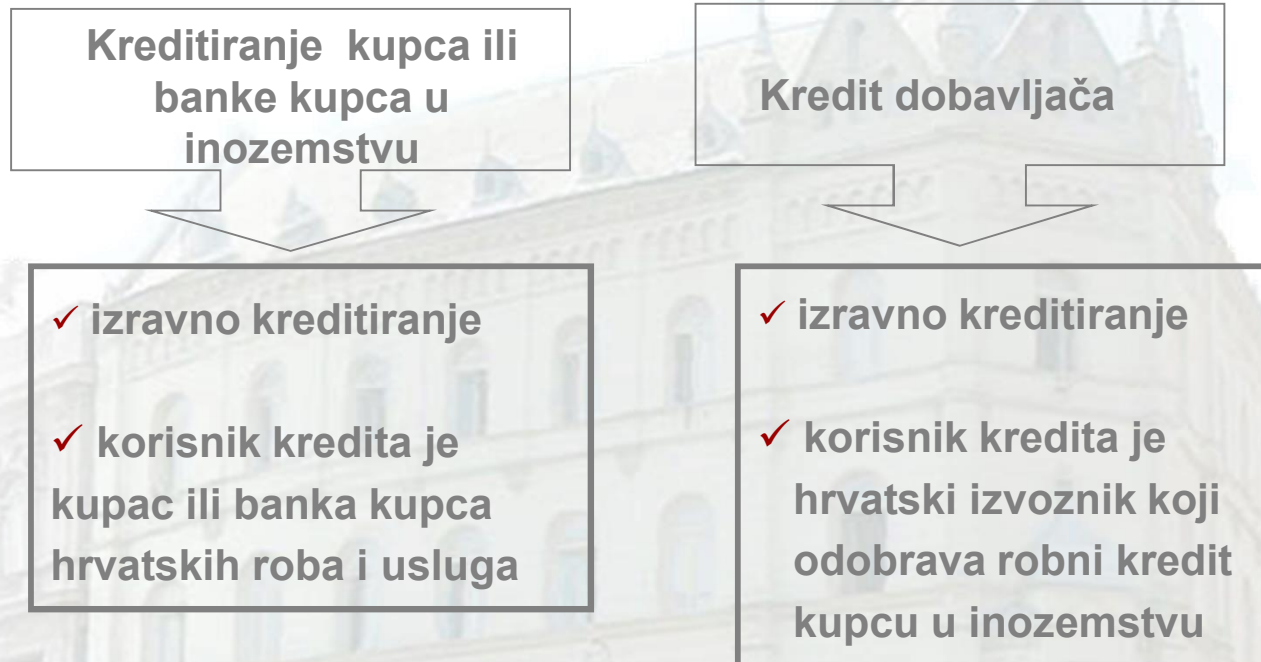 Kreditiranje kupca ili
banke kupca u
inozemstvu
✓ izravno kreditiranje
✓ korisnik kredita je
kupac ili banka kupca
hrvatskih roba i usluga
Kredit dobavljača
✓ izravno kreditiranje
✓ korisnik kredita je
hrvatski izvoznik koji
odobrava robni kredit
kupcu u inozemstvu